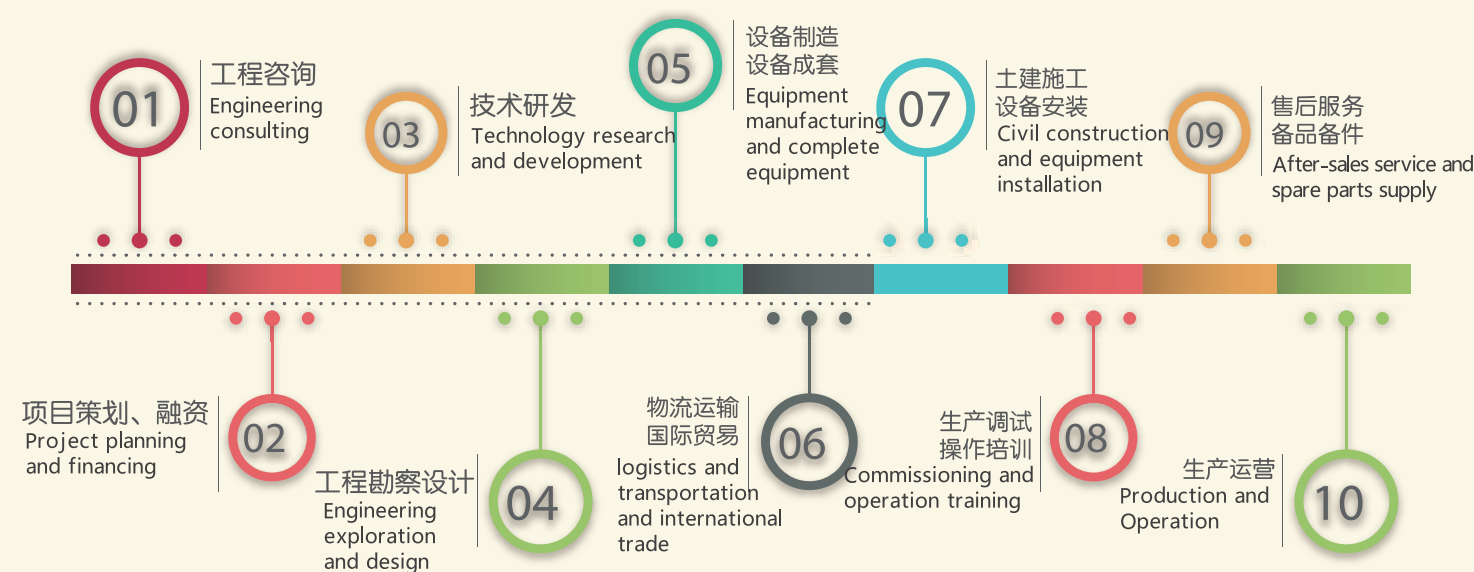 01
工程咨询
Engineering
consulting
02
项目策划、融资
Project planning
and financing
03
技术研发
Technology research
and development
04
工程勘察设计
Engineering
exploration
and design
05
设备制造
设备成套
Equipment
manufacturing
and complete
equipment
06
物流运输
国际贸易
logistics and
transportation
and international
trade
07
土建施工
设备安装
Civil construction
and equipment
installation
08
生产调试
操作培训
Commissioning and
operation training
09
售后服务
备品备件
After-sales service and
spare parts supply
10
生产运营
Production and
Operation